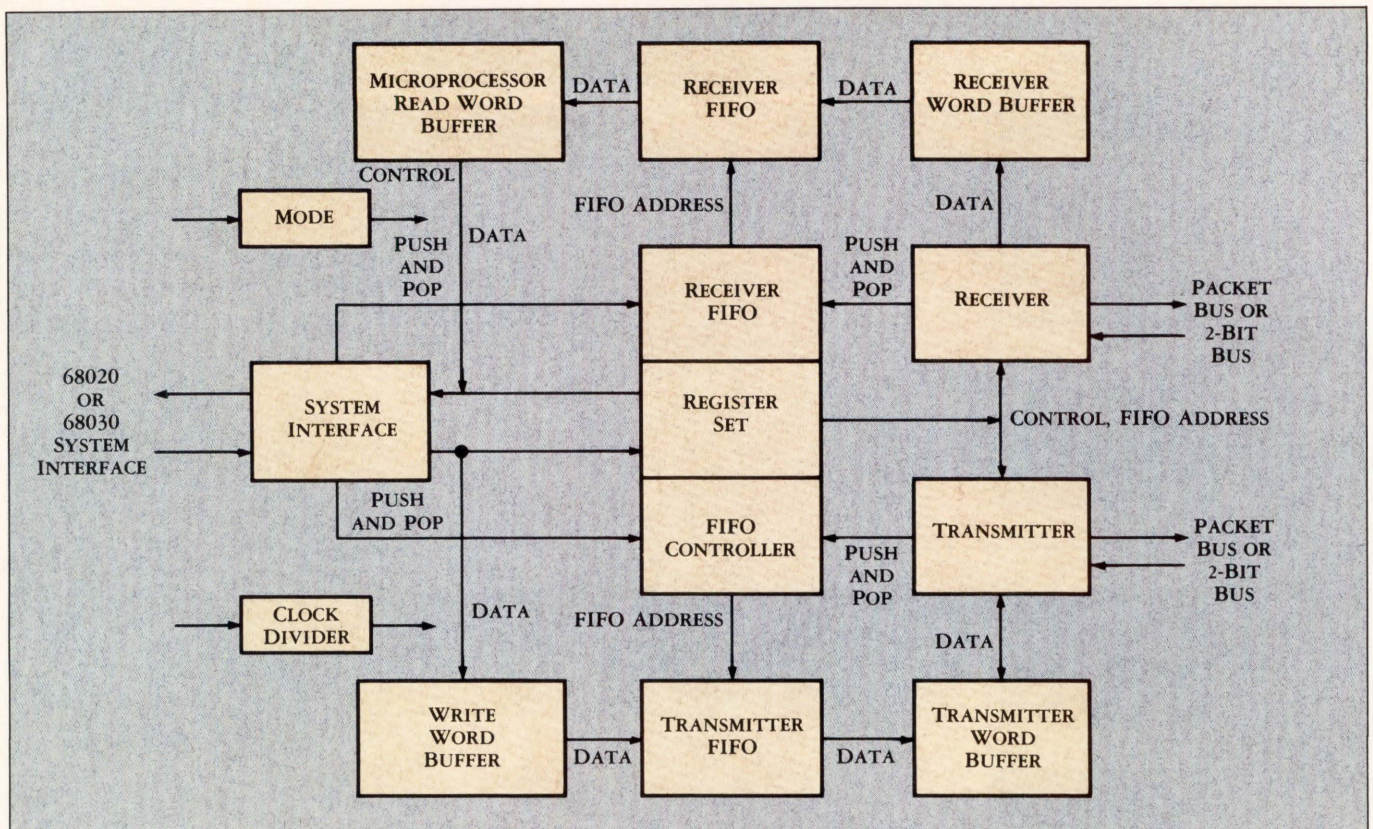 MICROPROCESSOR
READ WORD
BUFFER
DATA
RECEIVER
FIFO
DATA
RECEIVER
WORD BUFFER
CONTROL
MODE
FIFO ADDRESS
DATA
PUSH
AND
POP
DATA
RECEIVER
FIFO
PUSH
AND
POP
RECEIVER
PACKET
BUS OR
2-BIT
BUS
68020
OR
68030
SYSTEM
INTERFACE
SYSTEM
INTERFACE
REGISTER
SET
CONTROL, FIFO ADDRESS
PUSH
AND POP
FIFO
CONTROLLER
PUSH
AND
POP
TRANSMITTER
PACKET
BUS OR
2-BIT
BUS
CLOCK
DIVIDER
DATA
FIFO ADDRESS
DATA
WRITE
WORD
BUFFER
DATA
TRANSMITTER
FIFO
DATA
TRANSMITTER
WORD
BUFFER